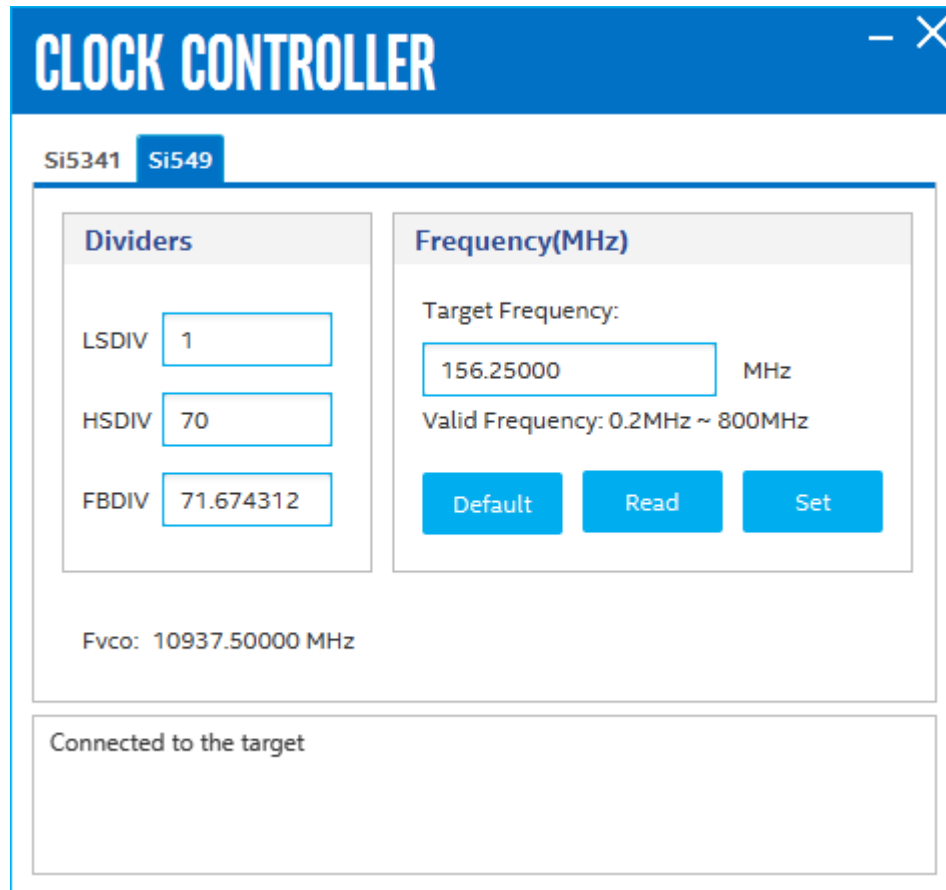 CLOCK CONTROLLER
Si5341 Si549
Dividers
LSDIV 1
HSDIV 70
FBDIV 71.674312
Frequency(MHz)
Target Frequency:
156.25000 MHz
Valid Frequency: 0.2MHz ~ 800MHz
Default Read Set
Fvco: 10937.50000 MHz
Connected to the target